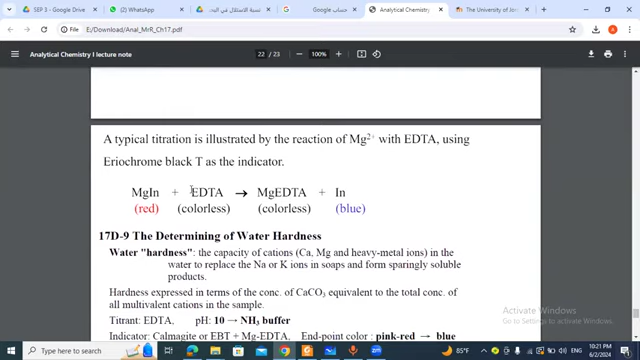 SEP 3 - Google Drive
WhatsApp
نسبة الاستقلال في البا
حساب Google
Analytical Chemistry I lecture
The University of Jor
E:/Download/Anal_MrR_Ch17.pdf
Analytical Chemistry I lecture note
22 / 23
100%
A typical titration is illustrated by the reaction of Mg2+ with EDTA, using
Eriochrome black T as the indicator.
MgIn + EDTA → MgEDTA + In
(red) (colorless) (colorless) (blue)
17D-9 The Determining of Water Hardness
Water "hardness": the capacity of cations (Ca, Mg and heavy-metal ions) in the
water to replace the Na or K ions in soaps and form sparingly soluble
products.
Hardness expressed in terms of the conc of CaCO3 equivalent to the total conc. of
all multivalent cations in the sample.
Titrant: EDTA, pH: 10 → NH3 buffer
Indicator: Calmagite or EBT + Mg-EDTA, End-point color : pink-red → blue
Activate Windows
Go to Settings to activate Windows.
Type here to search
85°F
10:21 PM
6/2/2024